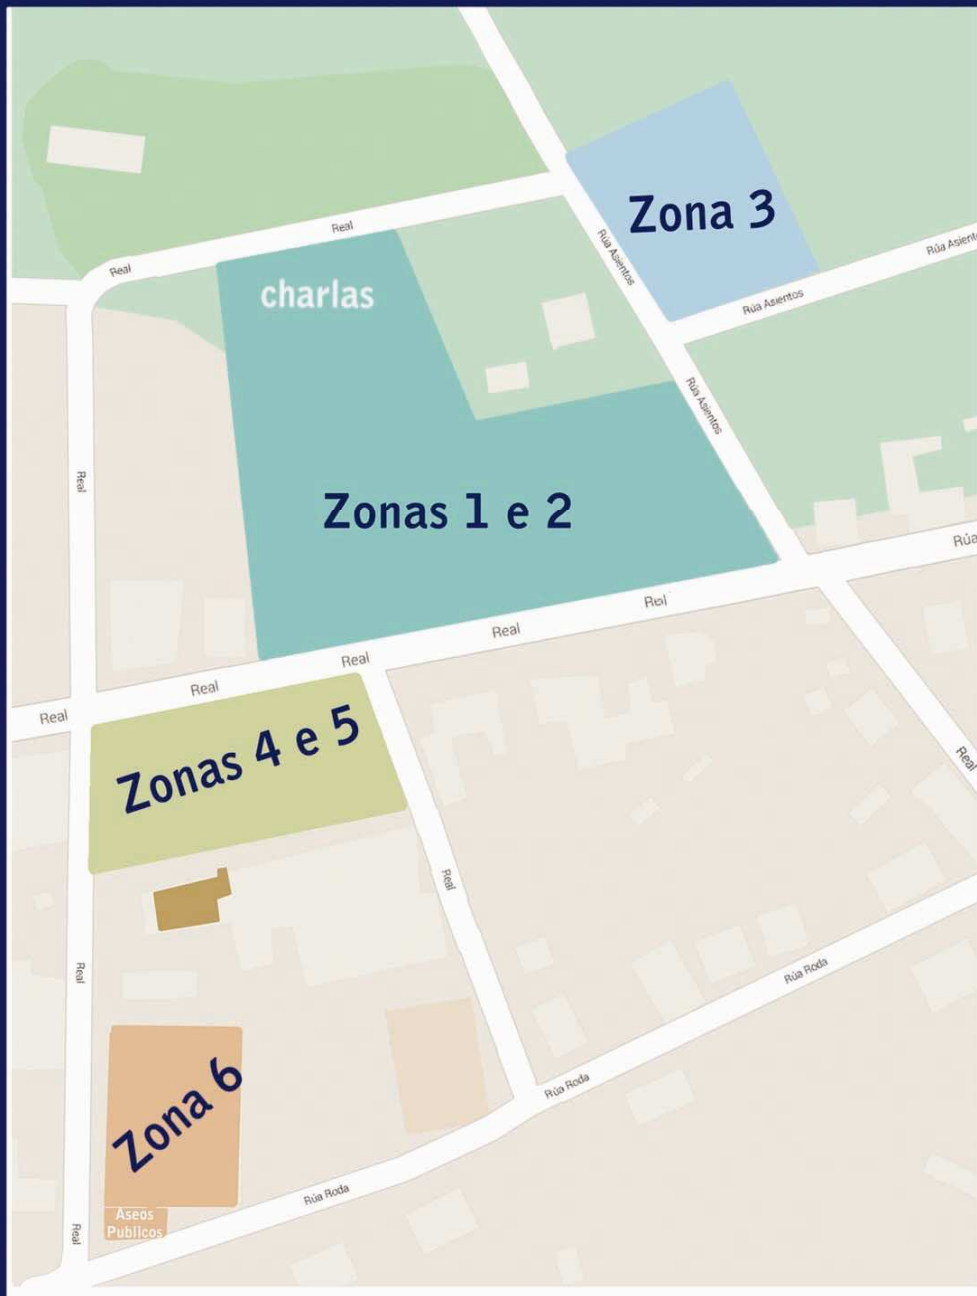 Zona 3
Real
Rúa Asientos
Rúa Asient
Real
charlas
Rúa Asientos
Rúa Asientos
Real
Zonas 1 e 2
Rúa
Real
Real
Real
Real
Real
Zonas 4 e 5
Real
Real
Real
Rúa Roda
Zona 6
Rúa Roda
Rúa Roda
Aseos
Publicos
Real